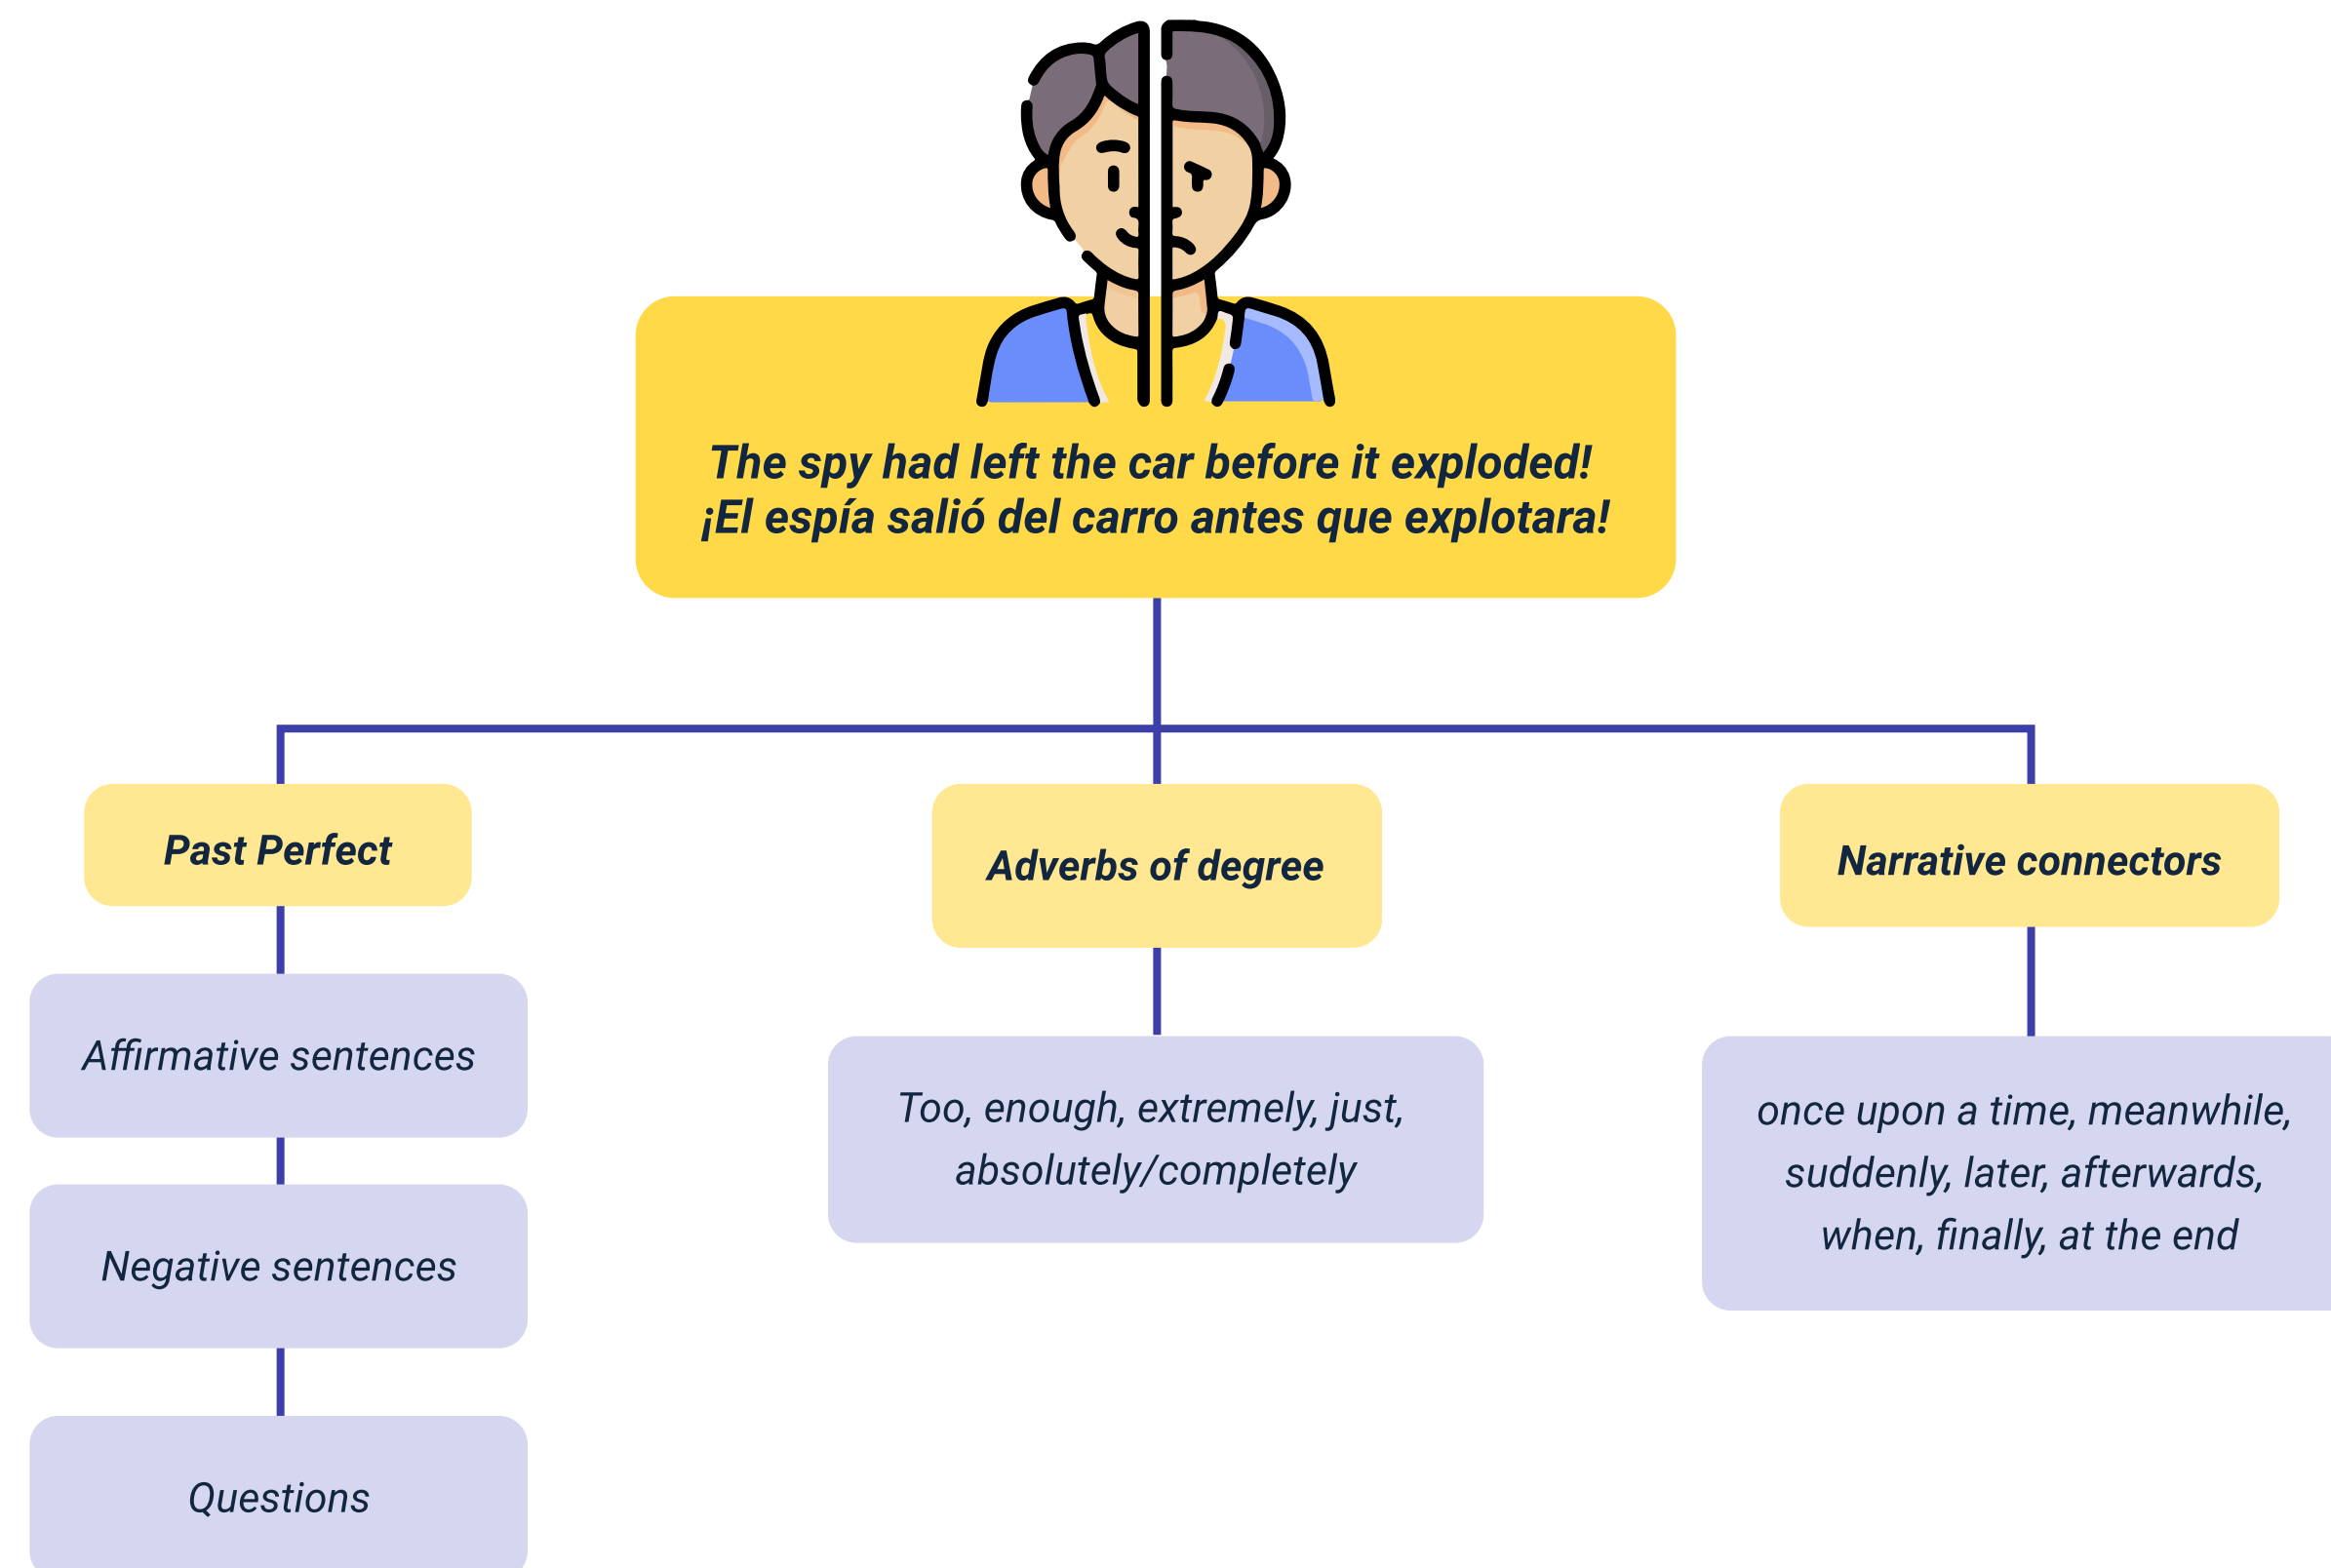 The spy had left the car before it exploded!
¡El espía salió del carro antes que explotara!
Past Perfect
Adverbs of degree
Narrative connectors
Affirmative sentences
Negative sentences
Questions
Too, enough, extremely, just,
absolutely/completely
once upon a time, meanwhile,
suddenly, later, afterwards,
when, finally, at the end